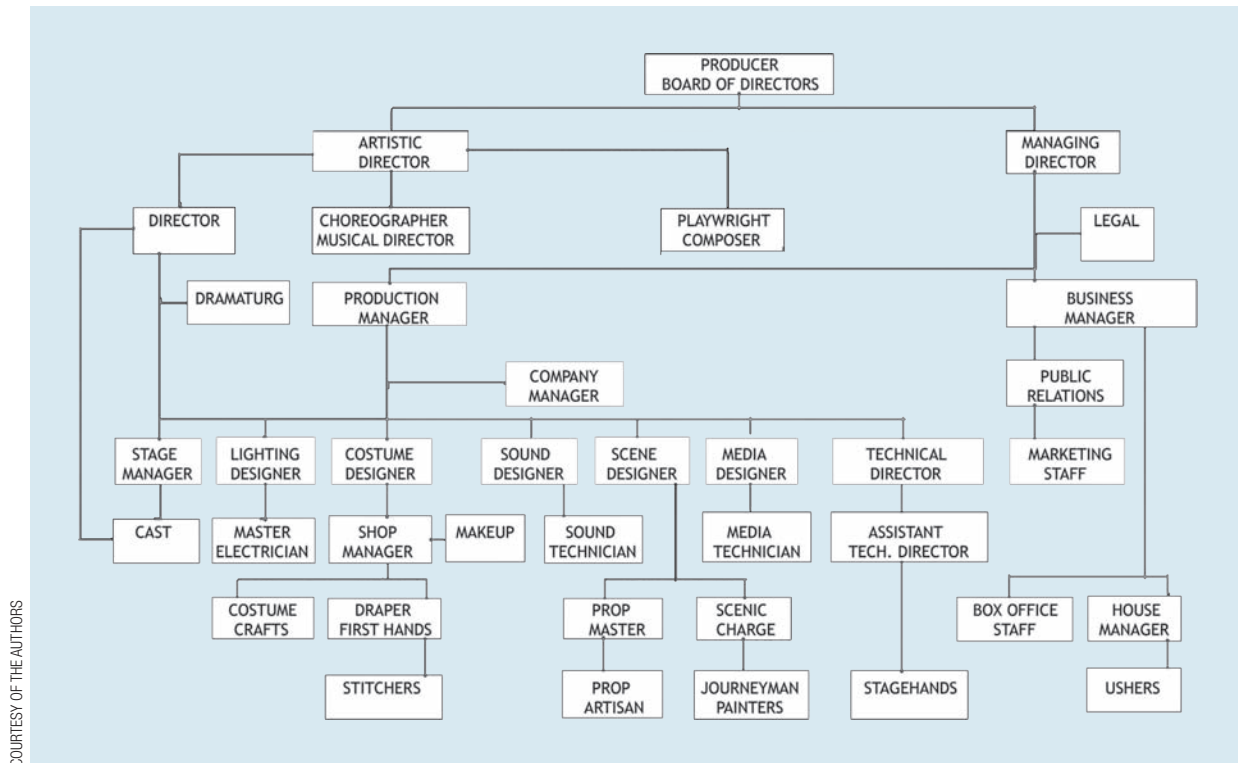 PRODUCER
BOARD OF DIRECTORS
ARTISTIC
DIRECTOR
MANAGING
DIRECTOR
DIRECTOR
CHOREOGRAPHER
MUSICAL DIRECTOR
PLAYWRIGHT
COMPOSER
LEGAL
DRAMATURG
PRODUCTION
MANAGER
BUSINESS
MANAGER
COMPANY
MANAGER
PUBLIC
RELATIONS
STAGE
MANAGER
LIGHTING
DESIGNER
COSTUME
DESIGNER
SOUND
DESIGNER
SCENE
DESIGNER
MEDIA
DESIGNER
TECHNICAL
DIRECTOR
MARKETING
STAFF
CAST
MASTER
ELECTRICIAN
SHOP
MANAGER
MAKEUP
SOUND
TECHNICIAN
MEDIA
TECHNICIAN
ASSISTANT
TECH. DIRECTOR
COSTUME
CRAFTS
DRAPER
FIRST HANDS
PROP
MASTER
SCENIC
CHARGE
BOX OFFICE
STAFF
HOUSE
MANAGER
STITCHERS
PROP
ARTISAN
JOURNEYMAN
PAINTERS
STAGEHANDS
USHERS
COURTESY OF THE AUTHORS